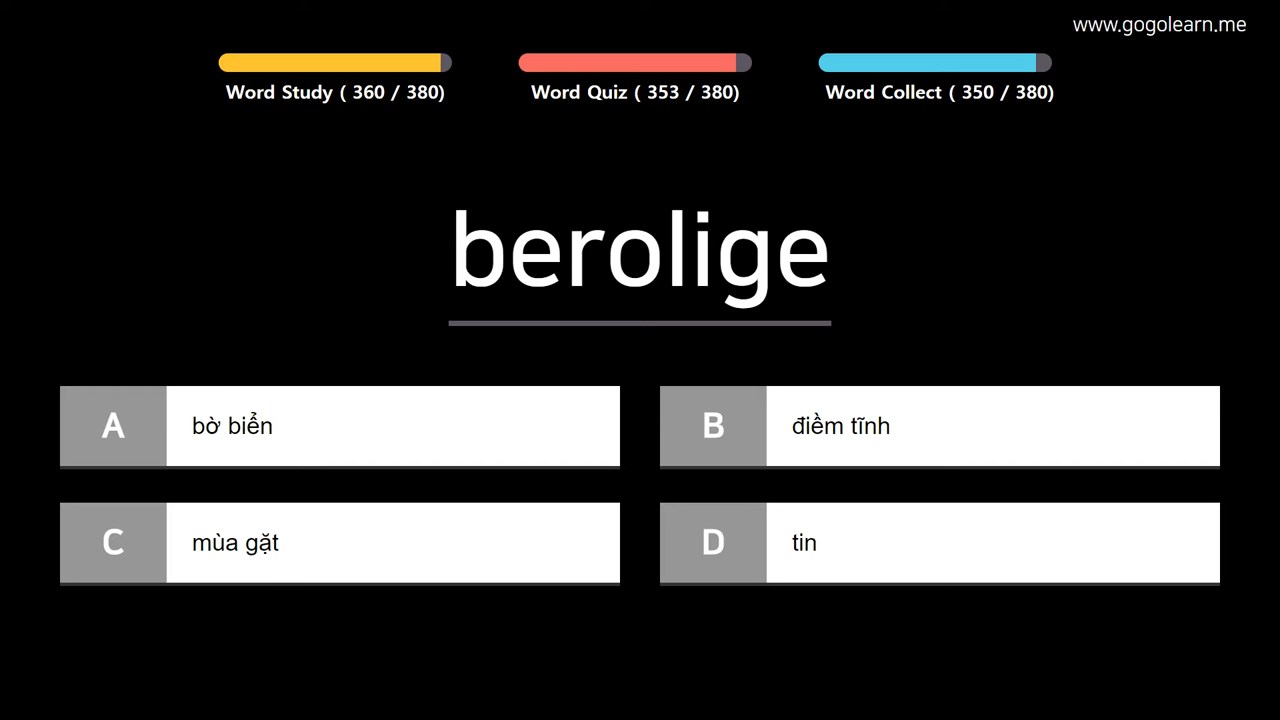 www.gogolearn.me
Word Study ( 360 / 380)
Word Quiz ( 353 / 380)
Word Collect ( 350 / 380)
berolige
A bờ biển
B điềm tĩnh
C mùa gặt
D tin